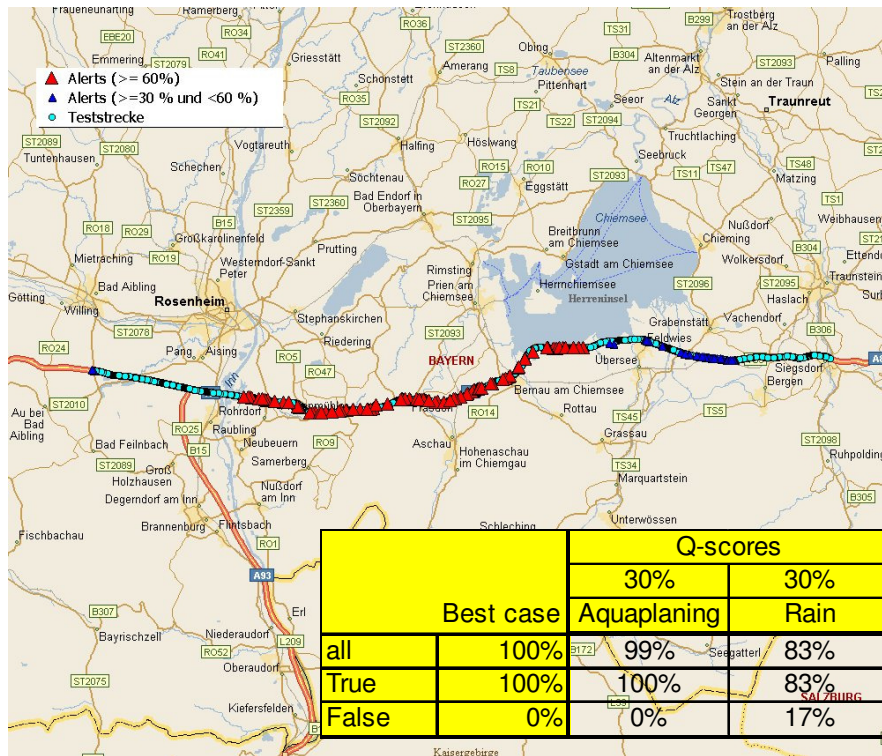 Frauenneuharting
Ramerberg
RO36
B299
Trostberg
an der Alz
EBE20
RO34
TS31
Emmering
ST2079
RO41
Griesstätt
ST2360
Obing
B304
Altenmarkt
an der Alz
ST2093
Palling
Amerang
TS8
Taubensee
Pittenhart
Stein an der Traun
Alerts (>= 60%)
Alerts (>=30 % und <60 %)
Teststrecke
Schonstett
RO35
TS21
Seeon
Alz
Sankt
Georgen
Traunreut
TS2
ST2092
TS22
ST2094
ST2089
ST2080
Vogtareuth
Halfing
Höslwang
Truchtlaching
Tuntenhausen
Schechen
RO15
RO10
ST2093
Seebruck
TS47
TS48
Söchtenau
RO27
Eggstätt
TS11
Matzing
B15
ST2359
ST2360
Bad Endorf in
Oberbayern
TS1
RO18
RO29
Großkarolinenfeld
ST2095
Chiemsee
Nußdorf
Weibhausen
Mietraching
RO19
Prutting
Breitbrunn
am Chiemsee
Chieming
B304
ST21
Westerndorf-Sankt
Peter
Rimsting
Gstadt am Chiemsee
Wolkersdorf
Ettendorf
Götting
Bad Aibling
Prien am
Chiemsee
Herrnchiemsee
ST2096
Traunstein
Willing
Rosenheim
Herreninsel
ST2095
Haslach
Stephanskirchen
Grabenstätt
Vachendorf
ST2078
ST2093
Feldwies
B306
RO24
Pang
Aising
Riedering
RO5
BAYERN
Inn
RO47
Übersee
Siegsdorf
A8
Bergen
Au bei
Bad
Aibling
ST2010
Rohrdorf
Bernau am Chiemsee
RO14
Rottau
TS45
TS5
RO25
Raubling
Bad Feilnbach
B15
Neubeuern
RO9
Aschau
Grassau
ST2098
ST2089
Groß
Holzhausen
Samerberg
Hohenaschau
im Chiemgau
TS34
Ruhpolding
Degerndorf am Inn
Nußdorf
am Inn
Marquartstein
B305
Brannenburg
Flintsbach
Unterwössen
Fischbachau
RO1
Schleching
A93
B307
Erl
Bayrischzell
Niederaudorf
L209
RO52
Oberaudorf
ST2075
Kiefersfelden
Q-scores
30% 30%
Best case Aquaplaning Rain
all 100% 99% 83%
True 100% 100% 83%
False 0% 0% 17%
B172
Seegatterl
SALZBURG
Kaisergebirge